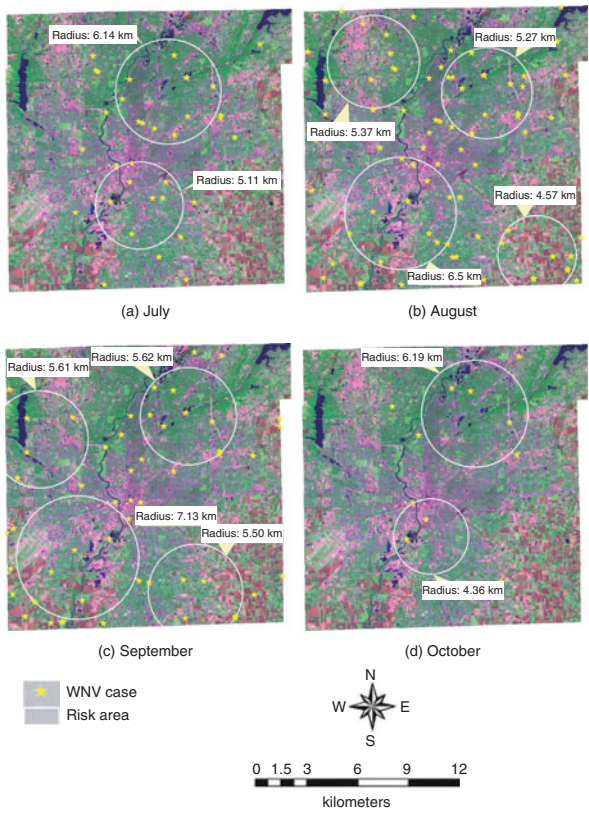 Radius: 6.14 km
Radius: 5.11 km
(a) July
Radius: 5.27 km
Radius: 5.37 km
Radius: 4.57 km
Radius: 6.5 km
(b) August
Radius: 5.61 km
Radius: 5.62 km
Radius: 7.13 km
Radius: 5.50 km
(c) September
Radius: 6.19 km
Radius: 4.36 km
(d) October
WNV case
Risk area
N
W E
S
0 1.5 3 6 9 12
kilometers